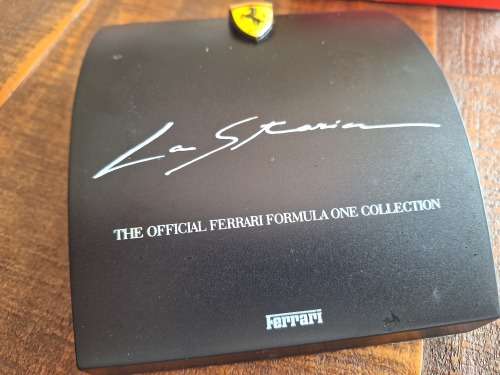 La Storia
THE OFFICIAL FERRARI FORMULA ONE COLLECTION
Ferrari